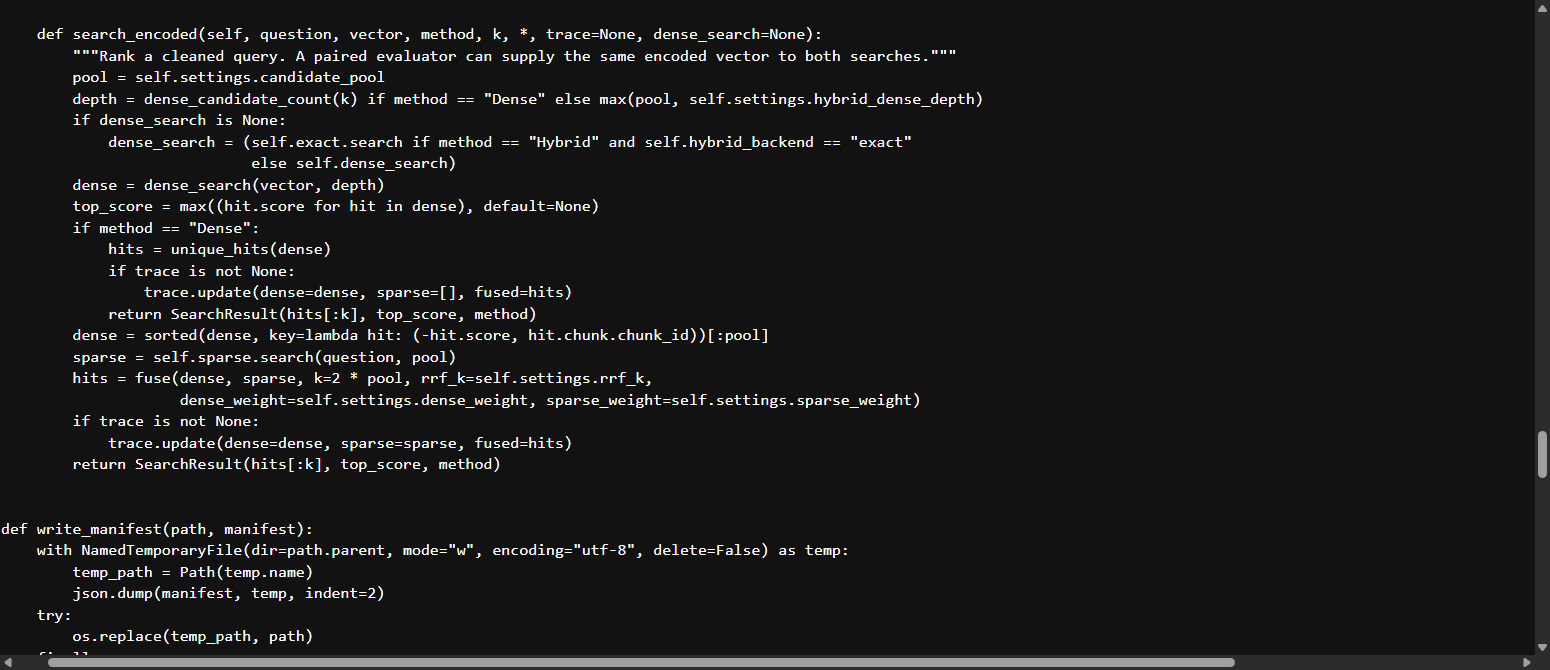 def search_encoded(self, question, vector, method, k, *, trace=None, dense_search=None):
        """Rank a cleaned query. A paired evaluator can supply the same encoded vector to both searches."""
        pool = self.settings.candidate_pool
        depth = dense_candidate_count(k) if method == "Dense" else max(pool, self.settings.hybrid_dense_depth)
        if dense_search is None:
            dense_search = (self.exact.search if method == "Hybrid" and self.hybrid_backend == "exact"
                            else self.dense_search)
        dense = dense_search(vector, depth)
        top_score = max((hit.score for hit in dense), default=None)
        if method == "Dense":
            hits = unique_hits(dense)
            if trace is not None:
                trace.update(dense=dense, sparse=[], fused=hits)
            return SearchResult(hits[:k], top_score, method)
        dense = sorted(dense, key=lambda hit: (-hit.score, hit.chunk.chunk_id))[:pool]
        sparse = self.sparse.search(question, pool)
        hits = fuse(dense, sparse, k=2 * pool, rrf_k=self.settings.rrf_k,
                    dense_weight=self.settings.dense_weight, sparse_weight=self.settings.sparse_weight)
        if trace is not None:
            trace.update(dense=dense, sparse=sparse, fused=hits)
        return SearchResult(hits[:k], top_score, method)


def write_manifest(path, manifest):
    with NamedTemporaryFile(dir=path.parent, mode="w", encoding="utf-8", delete=False) as temp:
        temp_path = Path(temp.name)
        json.dump(manifest, temp, indent=2)
    try:
        os.replace(temp_path, path)